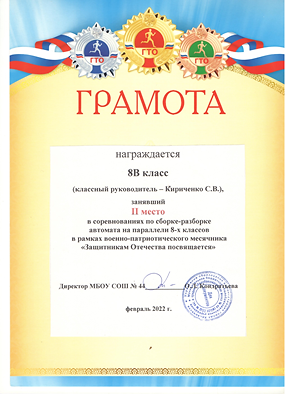 ГТО ГТО ГТО
ГРАМОТА
награждается
8В класс
(классный руководитель – Кириченко С.В.),
занявший
II место
в соревнованиях по сборке-разборке
автомата на параллели 8-х классов
в рамках военно-патриотического месячника
«Защитникам Отечества посвящается»
Директор МБОУ СОШ № 44 О.Л.Кондратьева
февраль 2022 г.